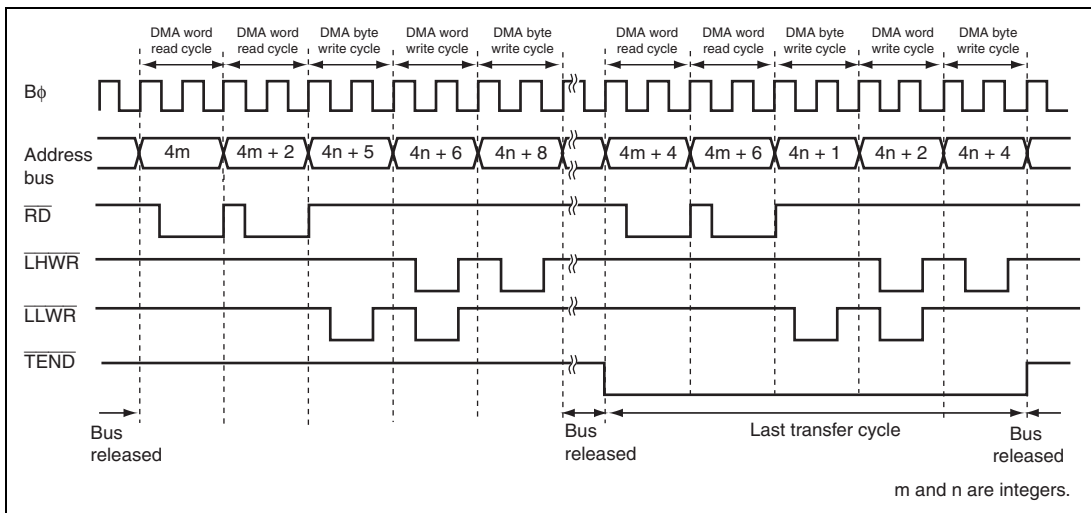 DMA word read cycle
DMA word read cycle
DMA byte write cycle
DMA word write cycle
DMA byte write cycle
DMA word read cycle
DMA word read cycle
DMA byte write cycle
DMA word write cycle
DMA byte write cycle
Bϕ
Address bus
4m
4m + 2
4n + 5
4n + 6
4n + 8
4m + 4
4m + 6
4n + 1
4n + 2
4n + 4
RD
LHWR
LLWR
TEND
Bus released
Bus released
Last transfer cycle
Bus released
m and n are integers.